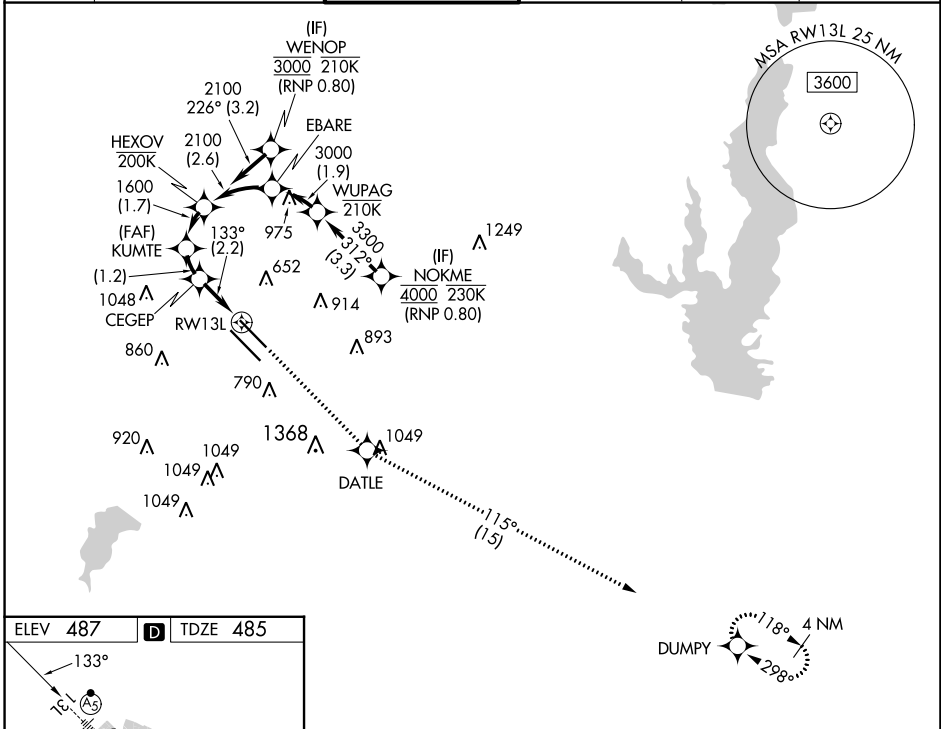 (IF)
WENOP
3000 210K
(RNP 0.80)
2100
226° (3.2)
EBARE
HEXOV
200K
2100
(2.6)
3000
(1.9)
WUPAG
210K
1600
(1.7)
(FAF)
KUMTE
133°
(2.2)
975
3300
312°
(3.3)
1249
(IF)
NOKME
4000 230K
(RNP 0.80)
(1.2)
652
1048
914
CEGEP
RW13L
893
860
790
920
1368
1049
1049
1049
1049
DATLE
115°
(15)
MSA RW13L 25 NM
3600
DUMPY
118°
4 NM
298°
ELEV 487
D
TDZE 485
133°
13L
A5